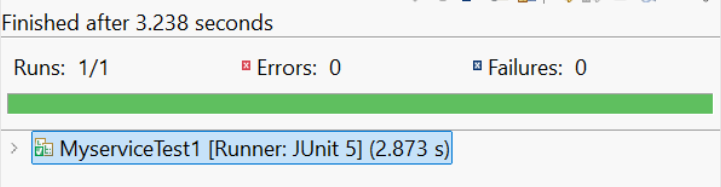 Finished after 3.238 seconds
Runs: 1/1 Errors: 0 Failures: 0
MyserviceTest1 [Runner: JUnit 5] (2.873 s)